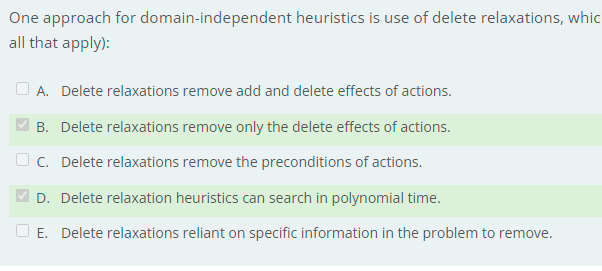 One approach for domain-independent heuristics is use of delete relaxations,
all that apply):
A. Delete relaxations remove add and delete effects of actions.
B. Delete relaxations remove only the delete effects of actions.
C. Delete relaxations remove the preconditions of actions.
D. Delete relaxation heuristics can search in polynomial time.
E. Delete relaxations reliant on specific information in the problem to remove.